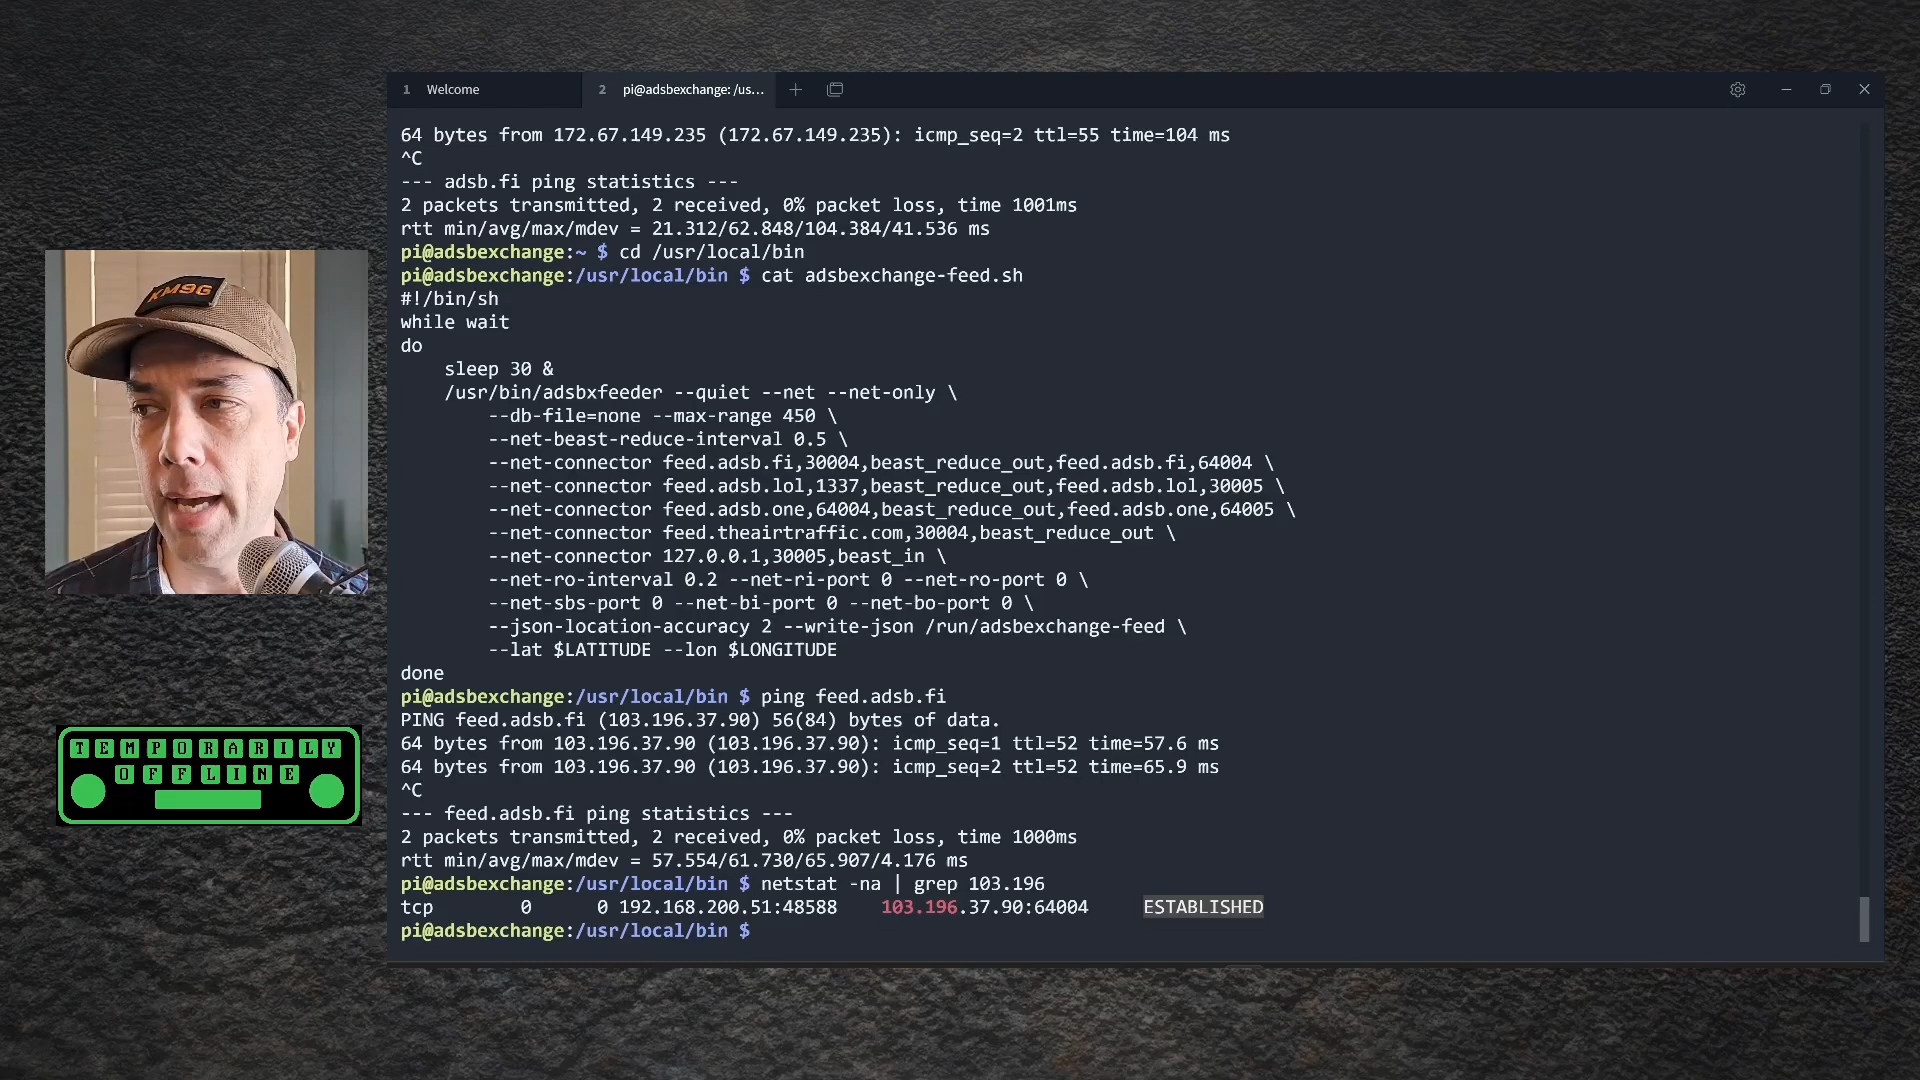 1 Welcome
2 pi@adsbexchange: /us...
64 bytes from 172.67.149.235 (172.67.149.235): icmp_seq=2 ttl=55 time=104 ms
^C
--- adsb.fi ping statistics ---
2 packets transmitted, 2 received, 0% packet loss, time 1001ms
rtt min/avg/max/mdev = 21.312/62.848/104.384/41.536 ms
pi@adsbexchange:~ $ cd /usr/local/bin
pi@adsbexchange:/usr/local/bin $ cat adsbexchange-feed.sh
#!/bin/sh
while wait
do
    sleep 30 &
    /usr/bin/adsbxfeeder --quiet --net --net-only \
        --db-file=none --max-range 450 \
        --net-beast-reduce-interval 0.5 \
        --net-connector feed.adsb.fi,30004,beast_reduce_out,feed.adsb.fi,64004 \
        --net-connector feed.adsb.lol,1337,beast_reduce_out,feed.adsb.lol,30005 \
        --net-connector feed.adsb.one,64004,beast_reduce_out,feed.adsb.one,64005 \
        --net-connector feed.theairtraffic.com,30004,beast_reduce_out \
        --net-connector 127.0.0.1,30005,beast_in \
        --net-ro-interval 0.2 --net-ri-port 0 --net-ro-port 0 \
        --net-sbs-port 0 --net-bi-port 0 --net-bo-port 0 \
        --json-location-accuracy 2 --write-json /run/adsbexchange-feed \
        --lat $LATITUDE --lon $LONGITUDE
done
pi@adsbexchange:/usr/local/bin $ ping feed.adsb.fi
PING feed.adsb.fi (103.196.37.90) 56(84) bytes of data.
64 bytes from 103.196.37.90 (103.196.37.90): icmp_seq=1 ttl=52 time=57.6 ms
64 bytes from 103.196.37.90 (103.196.37.90): icmp_seq=2 ttl=52 time=65.9 ms
^C
--- feed.adsb.fi ping statistics ---
2 packets transmitted, 2 received, 0% packet loss, time 1000ms
rtt min/avg/max/mdev = 57.554/61.730/65.907/4.176 ms
pi@adsbexchange:/usr/local/bin $ netstat -na | grep 103.196
tcp        0      0 192.168.200.51:48588    103.196.37.90:64004     ESTABLISHED
pi@adsbexchange:/usr/local/bin $
KM9G
TEMPORARILY
OFFLINE